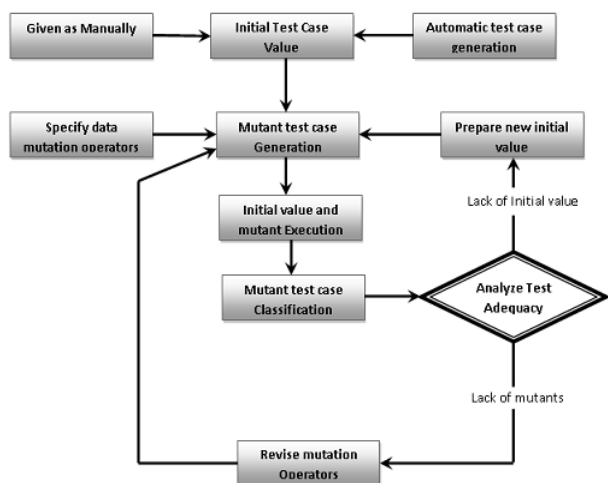 Given as Manually
Initial Test Case
Value
Automatic test case
generation
Specify data
mutation operators
Mutant test case
Generation
Prepare new initial
value
Initial value and
mutant Execution
Lack of Initial value
Mutant test case
Classification
Analyze Test
Adequacy
Lack of mutants
Revise mutation
Operators